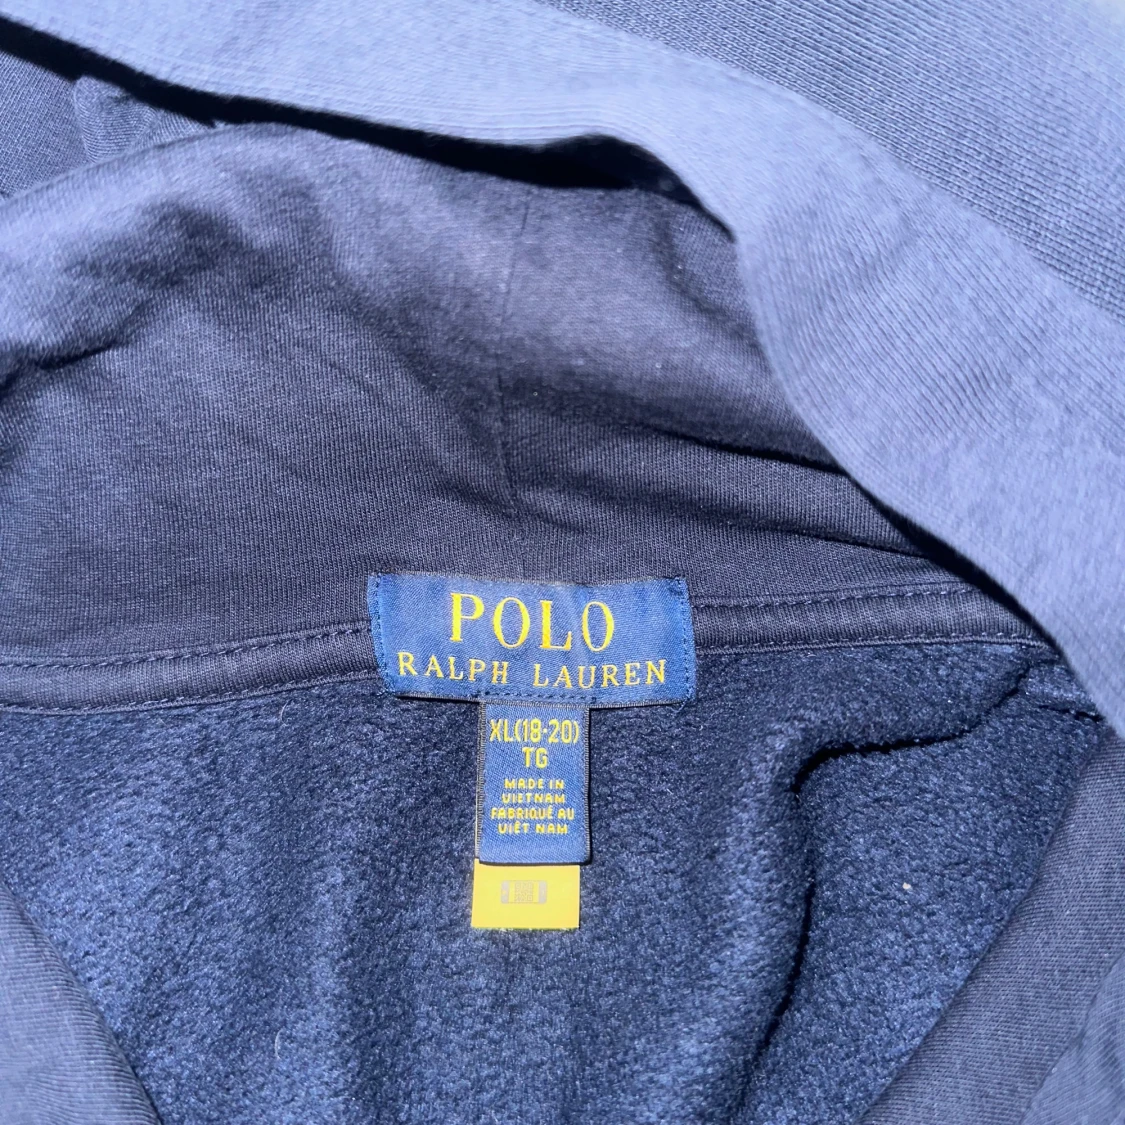 POLO
RALPH LAUREN
XL(18-20)
TG
MADE IN
VIETNAM
FABRIQUÉ AU
VIÊT NAM